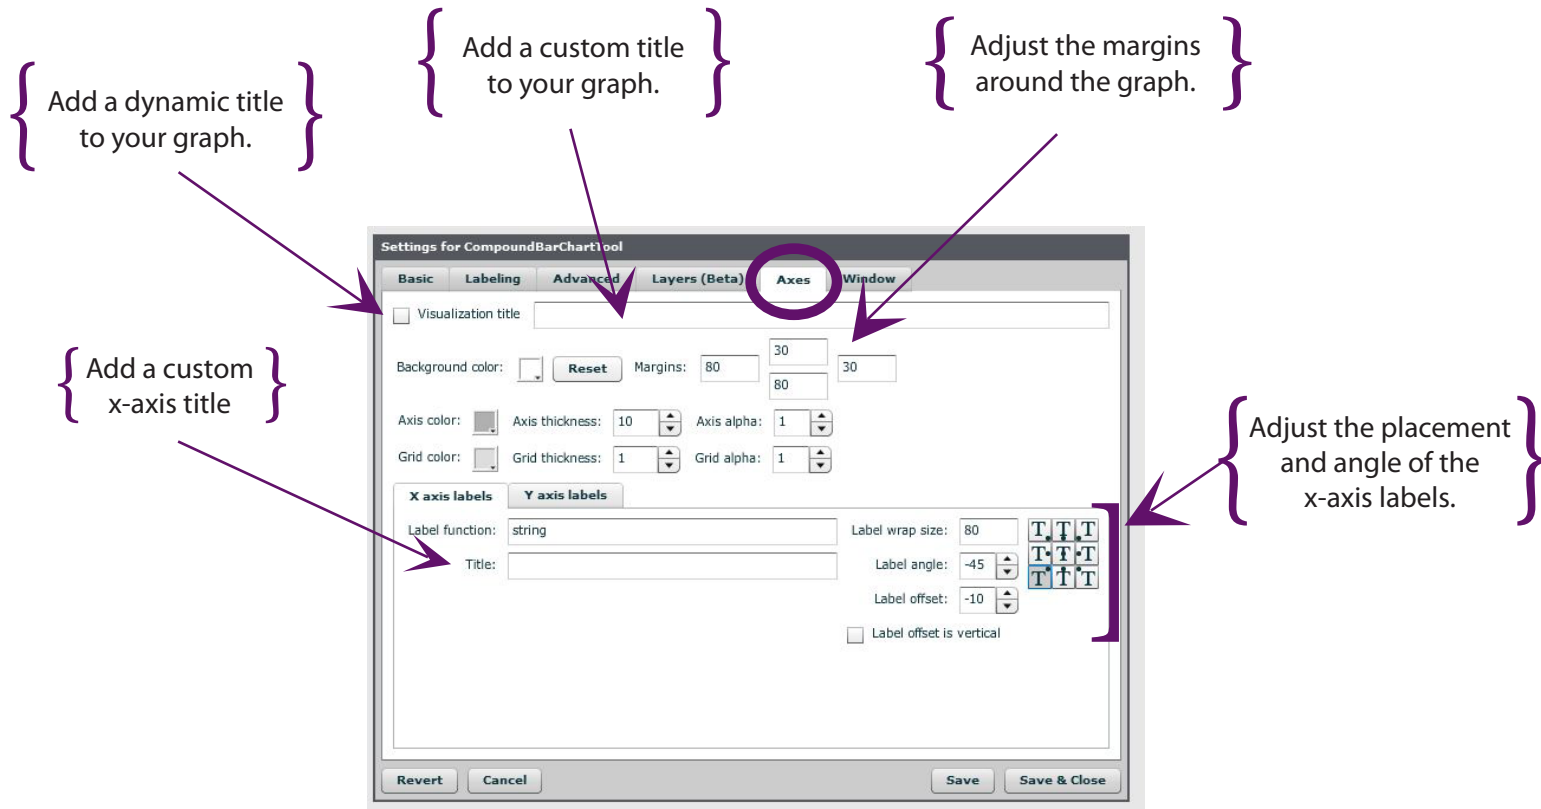 Add a custom title
to your graph.
Adjust the margins
around the graph.
Add a dynamic title
to your graph.
Settings for CompoundBarChartTool
Basic Labeling Advanced Layers (Beta) Axes Window
Visualization title
Background color: Reset Margins: 80 30 80 30
Add a custom
x-axis title
Axis color: Axis thickness: 10 Axis alpha: 1
Grid color: Grid thickness: 1 Grid alpha: 1
Adjust the placement
and angle of the
x-axis labels.
X axis labels Y axis labels
Label function: string Label wrap size: 80 T T T
Title: Label angle: -45 T T T
T T T
Label offset: -10
Label offset is vertical
Revert Cancel Save Save & Close